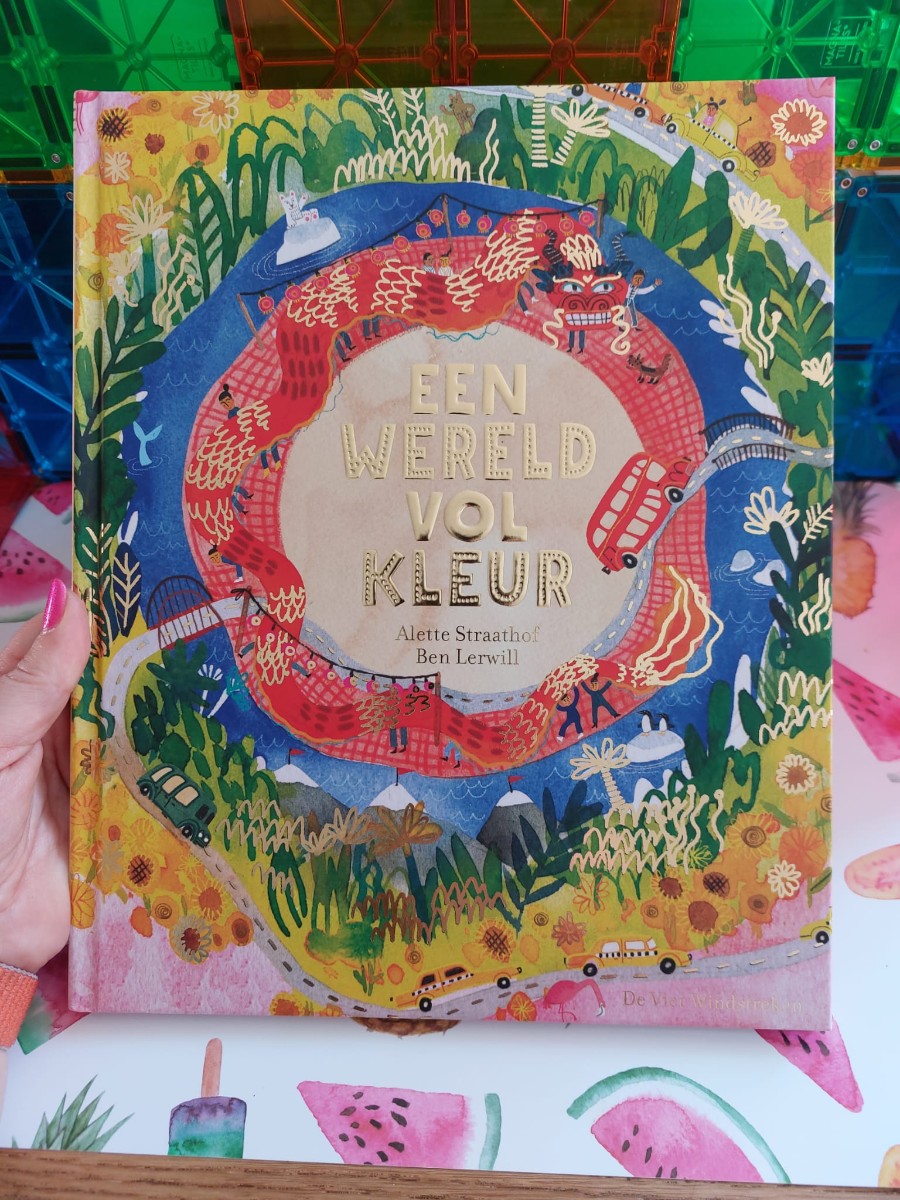 EEN
WERELD
VOL
KLEUR
Alette Straathof
Ben Lerwill
De Vier Windstreken